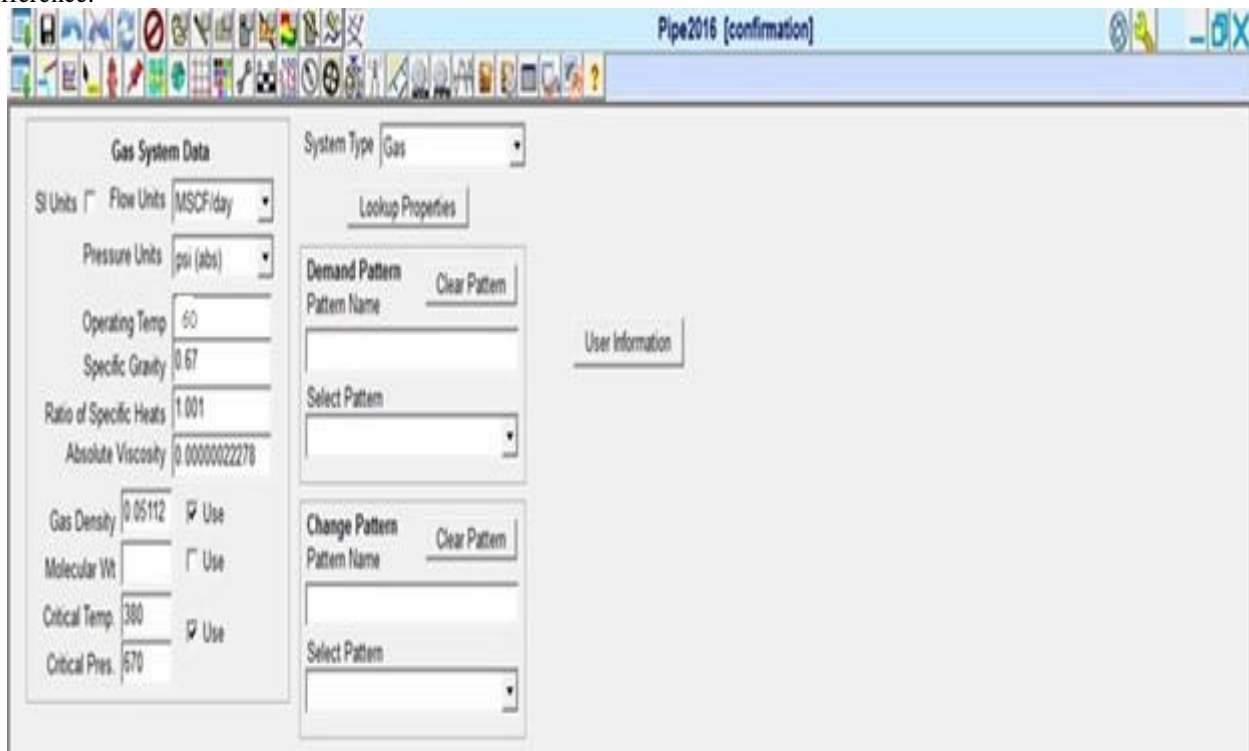 Pipe2016 [confirmation]
Gas System Data
SI Units Flow Units MSCF/day
Pressure Units psi (abs)
Operating Temp 60
Specific Gravity 0.67
Ratio of Specific Heats 1.001
Absolute Viscosity 0.00000022278
Gas Density 0.05112 Use
Molecular Wt Use
Critical Temp. 380
Use
Critical Pres. 670
System Type Gas
Lookup Properties
Demand Pattern Clear Pattern
Pattern Name
Select Pattern
Change Pattern Clear Pattern
Pattern Name
Select Pattern
User Information